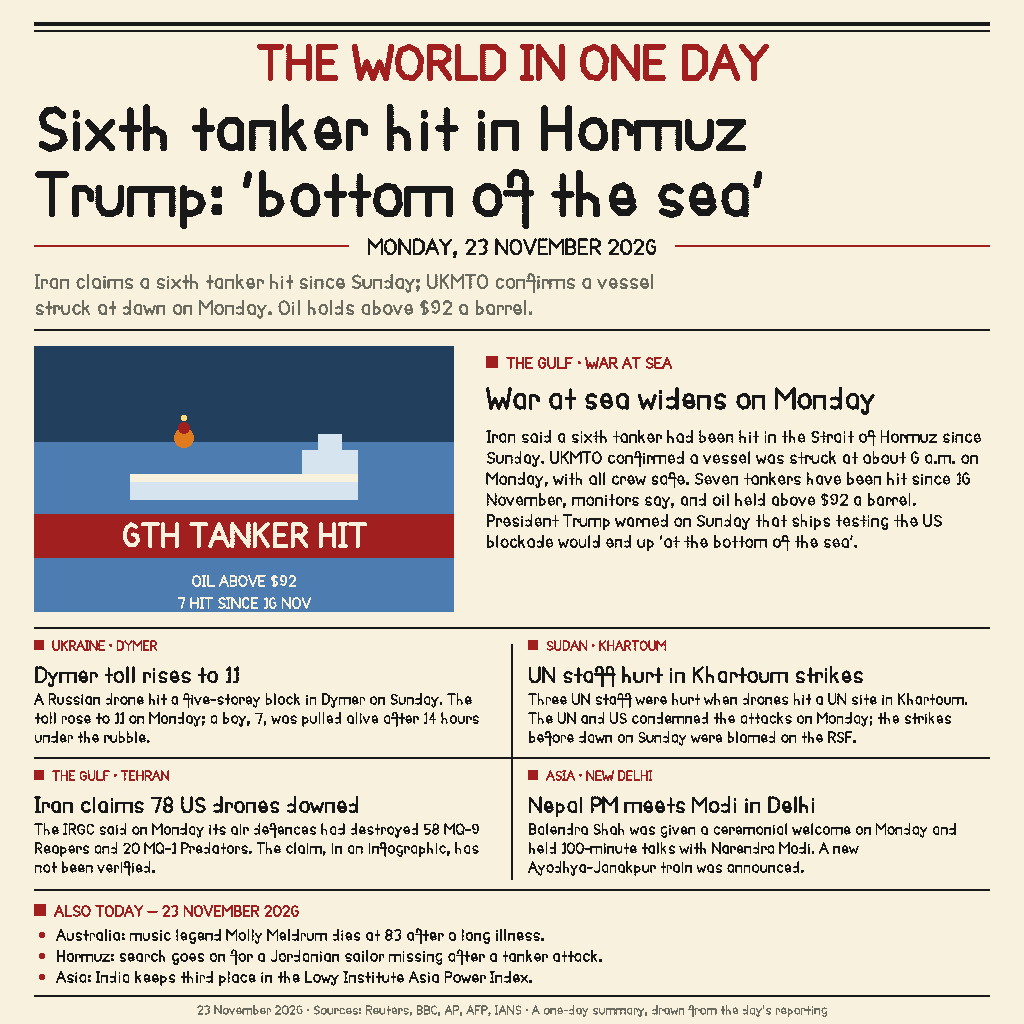 THE WORLD IN ONE DAY
Sixth tanker hit in Hormuz
Trump: 'bottom of the sea'
MONDAY, 23 NOVEMBER 2026
Iran claims a sixth tanker hit since Sunday; UKMTO confirms a vessel
struck at dawn on Monday. Oil holds above $92 a barrel.
6TH TANKER HIT
OIL ABOVE $92
7 HIT SINCE 16 NOV
THE GULF · WAR AT SEA
War at sea widens on Monday
Iran said a sixth tanker had been hit in the Strait of Hormuz since
Sunday. UKMTO confirmed a vessel was struck at about 6 a.m. on
Monday, with all crew safe. Seven tankers have been hit since 16
November, monitors say, and oil held above $92 a barrel.
President Trump warned on Sunday that ships testing the US
blockade would end up 'at the bottom of the sea'.
UKRAINE · DYMER
Dymer toll rises to 11
A Russian drone hit a five-storey block in Dymer on Sunday. The
toll rose to 11 on Monday; a boy, 7, was pulled alive after 14 hours
under the rubble.
SUDAN · KHARTOUM
UN staff hurt in Khartoum strikes
Three UN staff were hurt when drones hit a UN site in Khartoum.
The UN and US condemned the attacks on Monday; the strikes
before dawn on Sunday were blamed on the RSF.
THE GULF · TEHRAN
Iran claims 78 US drones downed
The IRGC said on Monday its air defences had destroyed 58 MQ-9
Reapers and 20 MQ-1 Predators. The claim, in an infographic, has
not been verified.
ASIA · NEW DELHI
Nepal PM meets Modi in Delhi
Balendra Shah was given a ceremonial welcome on Monday and
held 100-minute talks with Narendra Modi. A new
Ayodhya-Janakpur train was announced.
ALSO TODAY — 23 NOVEMBER 2026
• Australia: music legend Molly Meldrum dies at 83 after a long illness.
• Hormuz: search goes on for a Jordanian sailor missing after a tanker attack.
• Asia: India keeps third place in the Lowy Institute Asia Power Index.
23 November 2026 · Sources: Reuters, BBC, AP, AFP, IANS · A one-day summary, drawn from the day's reporting